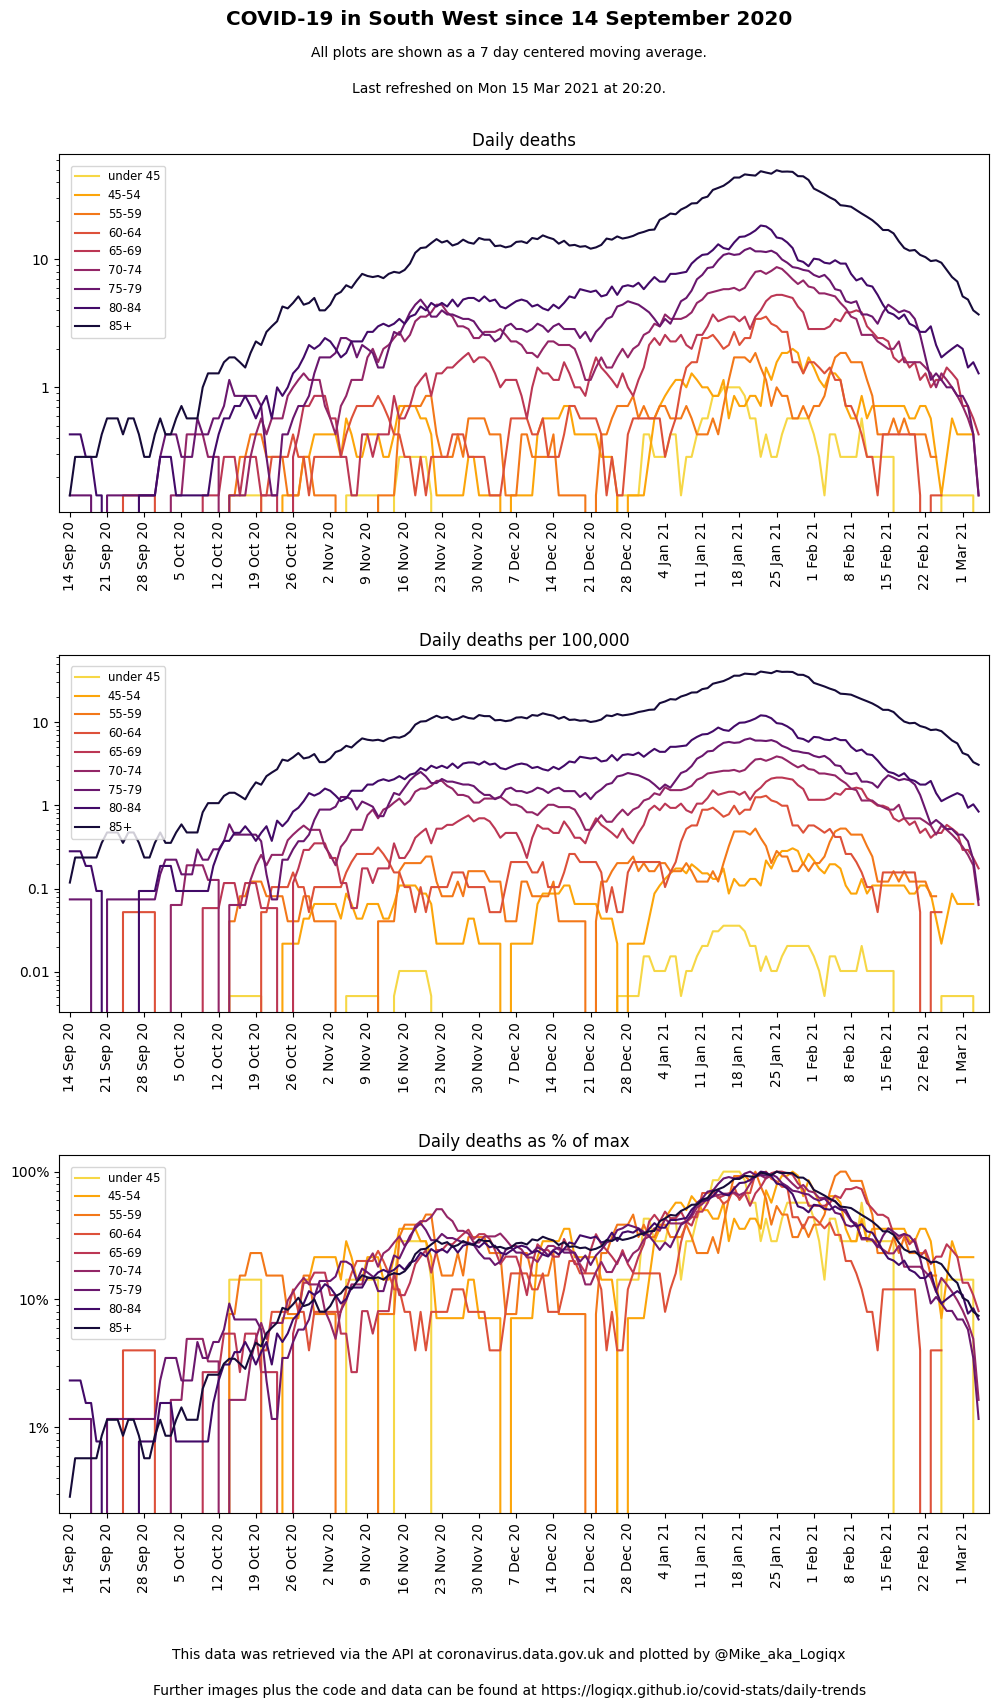 COVID-19 in South West since 14 September 2020
All plots are shown as a 7 day centered moving average.
Last refreshed on Mon 15 Mar 2021 at 20:20.
Daily deaths
under 45
45-54
55-59
60-64
65-69
70-74
75-79
80-84
85+
10
1
14 Sep 20
21 Sep 20
28 Sep 20
5 Oct 20
12 Oct 20
19 Oct 20
26 Oct 20
2 Nov 20
9 Nov 20
16 Nov 20
23 Nov 20
30 Nov 20
7 Dec 20
14 Dec 20
21 Dec 20
28 Dec 20
4 Jan 21
11 Jan 21
18 Jan 21
25 Jan 21
1 Feb 21
8 Feb 21
15 Feb 21
22 Feb 21
1 Mar 21
Daily deaths per 100,000
under 45
45-54
55-59
60-64
65-69
70-74
75-79
80-84
85+
10
1
0.1
0.01
14 Sep 20
21 Sep 20
28 Sep 20
5 Oct 20
12 Oct 20
19 Oct 20
26 Oct 20
2 Nov 20
9 Nov 20
16 Nov 20
23 Nov 20
30 Nov 20
7 Dec 20
14 Dec 20
21 Dec 20
28 Dec 20
4 Jan 21
11 Jan 21
18 Jan 21
25 Jan 21
1 Feb 21
8 Feb 21
15 Feb 21
22 Feb 21
1 Mar 21
Daily deaths as % of max
under 45
45-54
55-59
60-64
65-69
70-74
75-79
80-84
85+
100%
10%
1%
14 Sep 20
21 Sep 20
28 Sep 20
5 Oct 20
12 Oct 20
19 Oct 20
26 Oct 20
2 Nov 20
9 Nov 20
16 Nov 20
23 Nov 20
30 Nov 20
7 Dec 20
14 Dec 20
21 Dec 20
28 Dec 20
4 Jan 21
11 Jan 21
18 Jan 21
25 Jan 21
1 Feb 21
8 Feb 21
15 Feb 21
22 Feb 21
1 Mar 21
This data was retrieved via the API at coronavirus.data.gov.uk and plotted by @Mike_aka_Logiqx
Further images plus the code and data can be found at https://logiqx.github.io/covid-stats/daily-trends